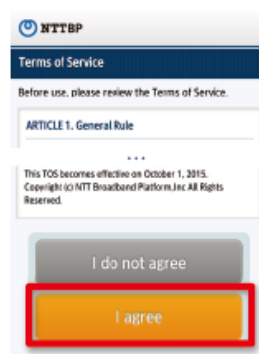 NTTBP
Terms of Service
Before use, please review the Terms of Service.
ARTICLE 1. General Rule
...
This TOS becomes effective on October 1, 2015.
Copyright (c) NTT Broadband Platform.Inc All Rights
Reserved.
I do not agree
I agree